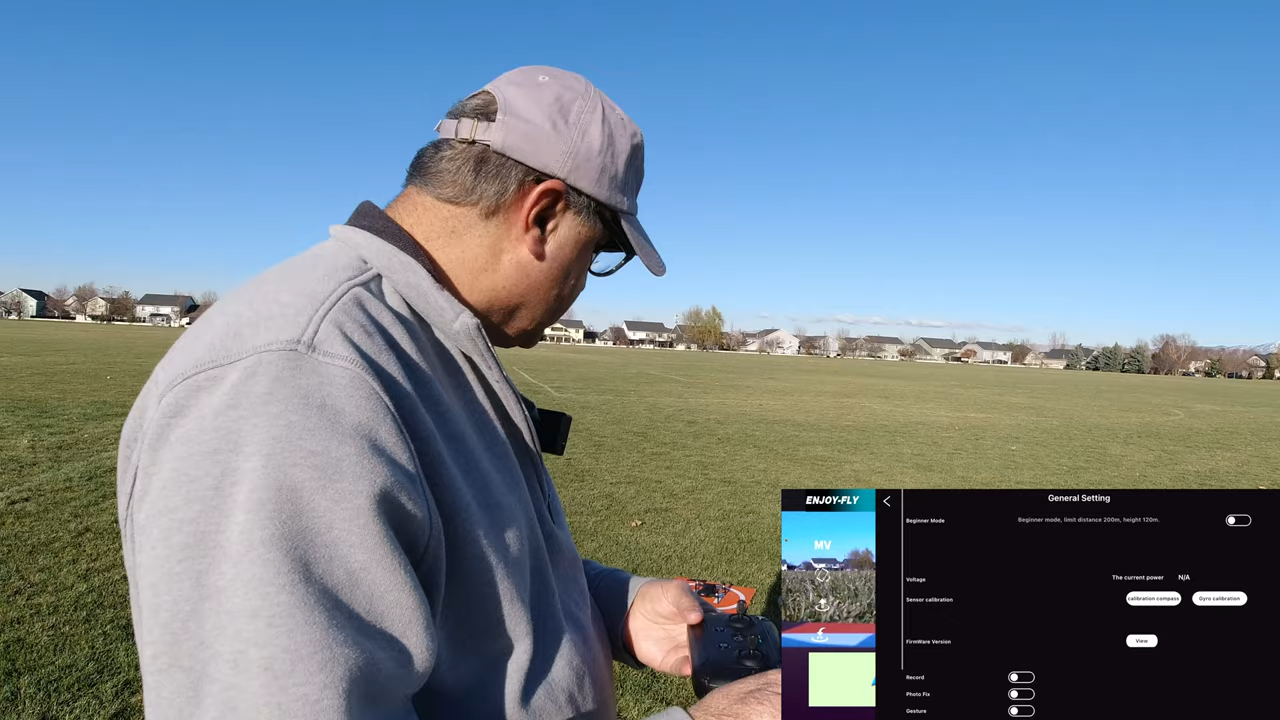 ENJOY-FLY
General Setting
Beginner Mode
Beginner mode, limit distance 200m, height 120m.
MV
Voltage
The current power N/A
Sensor calibration
calibration compass
Gyro calibration
FirmWare Version
View
Record
Photo Fix
Gesture